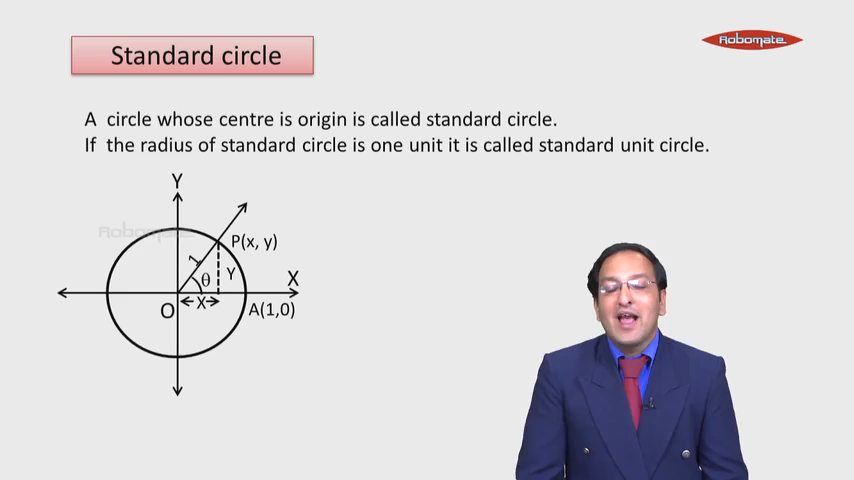 Standard circle
Robomate
A circle whose centre is origin is called standard circle.
If the radius of standard circle is one unit it is called standard unit circle.
Y
Robomate
P(x, y)
1
θ
Y
X
X
O
A(1,0)